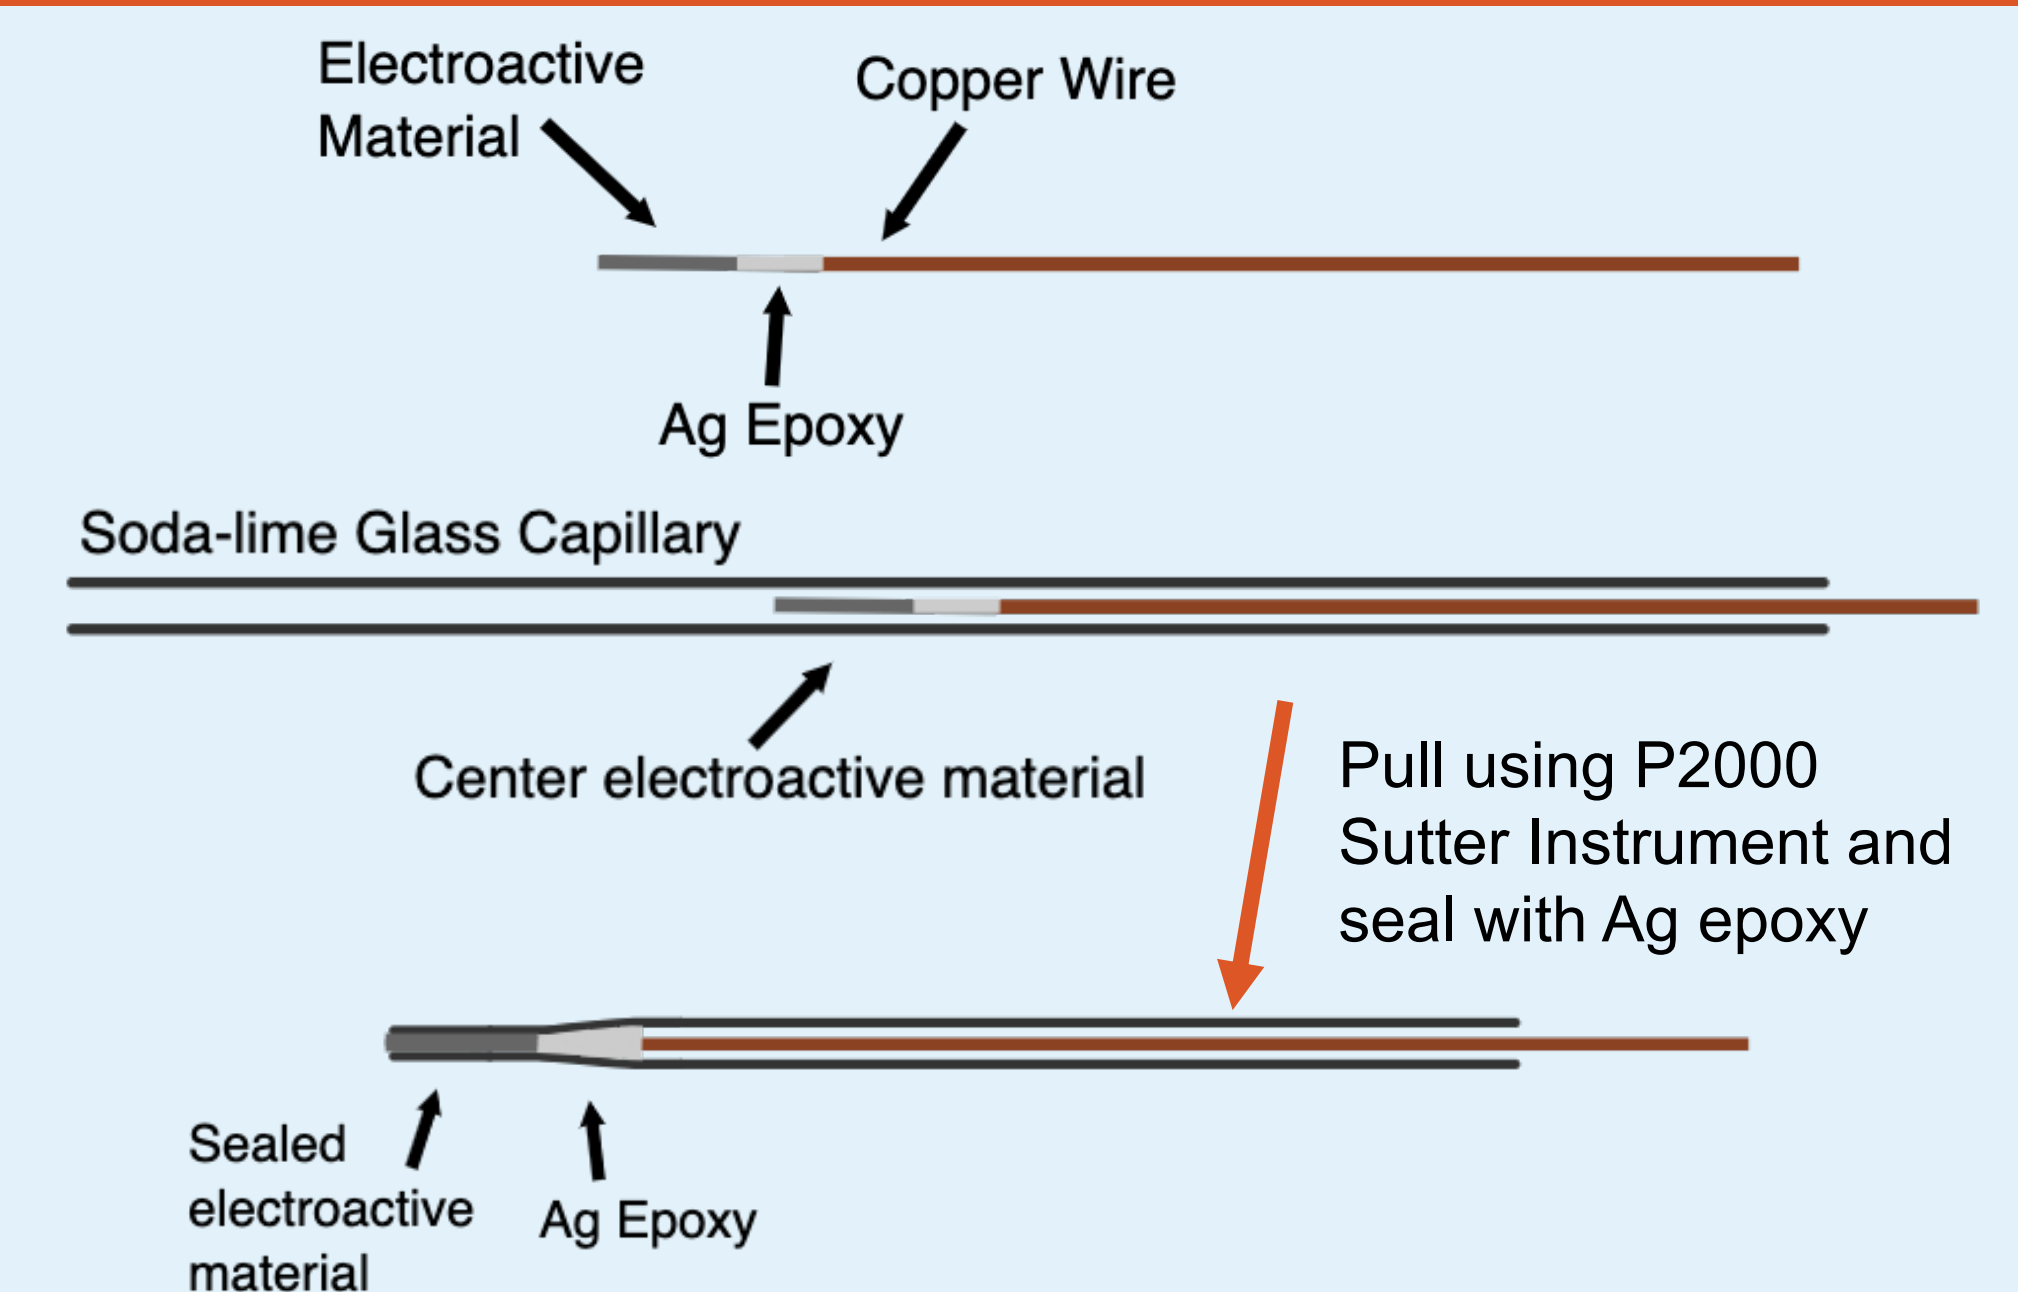 Electroactive
Material
Copper Wire
Ag Epoxy
Soda-lime Glass Capillary
Center electroactive material
Pull using P2000
Sutter Instrument and
seal with Ag epoxy
Sealed
electroactive
material
Ag Epoxy